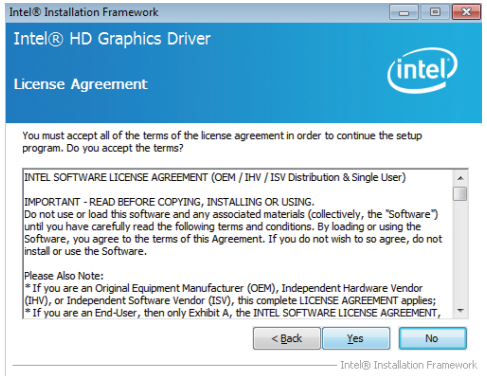 Intel® Installation Framework
Intel® HD Graphics Driver
License Agreement
intel
You must accept all of the terms of the license agreement in order to continue the setup
program. Do you accept the terms?
INTEL SOFTWARE LICENSE AGREEMENT (OEM / IHV / ISV Distribution & Single User)
IMPORTANT - READ BEFORE COPYING, INSTALLING OR USING.
Do not use or load this software and any associated materials (collectively, the "Software")
until you have carefully read the following terms and conditions. By loading or using the
Software, you agree to the terms of this Agreement. If you do not wish to so agree, do not
install or use the Software.
Please Also Note:
* If you are an Original Equipment Manufacturer (OEM), Independent Hardware Vendor
(IHV), or Independent Software Vendor (ISV), this complete LICENSE AGREEMENT applies;
* If you are an End-User, then only Exhibit A, the INTEL SOFTWARE LICENSE AGREEMENT,
< Back Yes No
Intel® Installation Framework